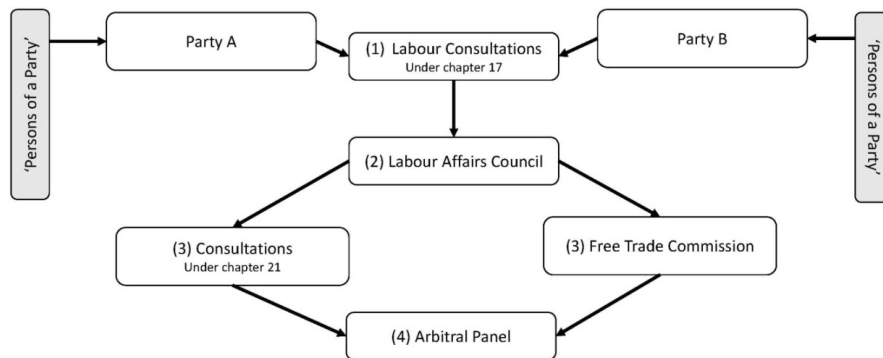 'Persons of a Party'
Party A
(1) Labour Consultations
Under chapter 17
Party B
'Persons of a Party'
(2) Labour Affairs Council
(3) Consultations
Under chapter 21
(3) Free Trade Commission
(4) Arbitral Panel